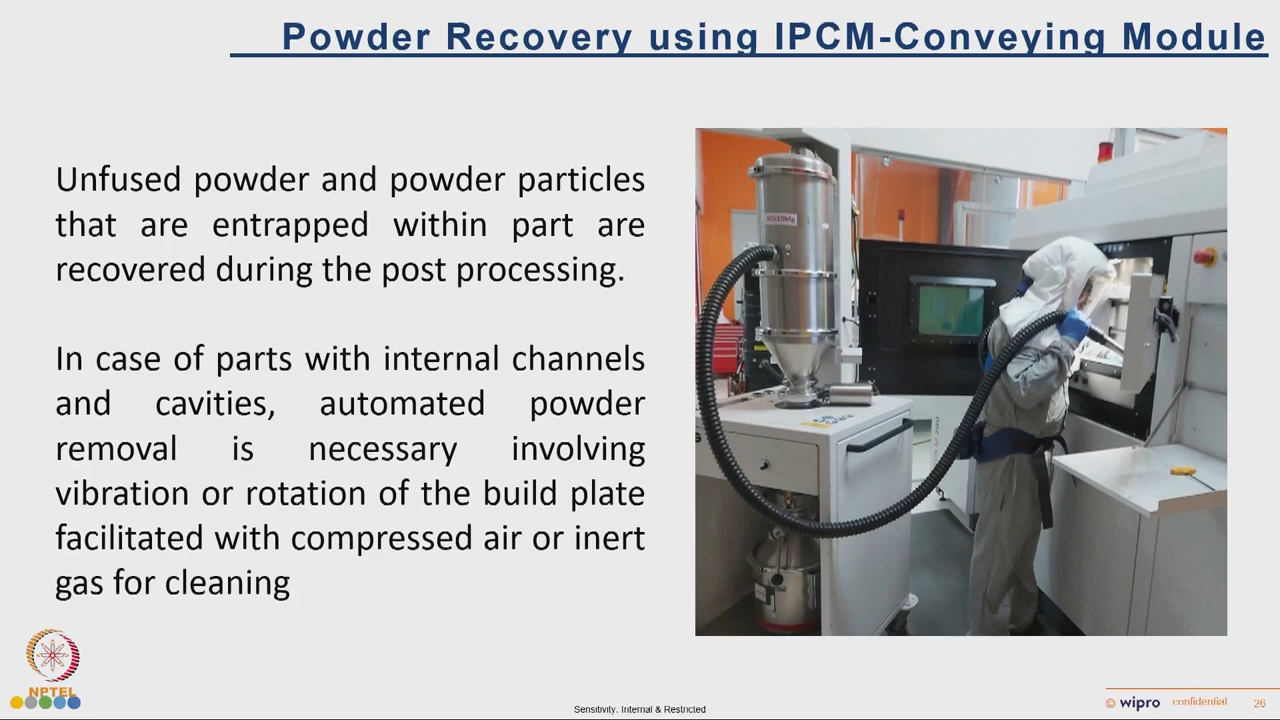 Powder Recovery using IPCM-Conveying Module
Unfused powder and powder particles
that are entrapped within part are
recovered during the post processing.
In case of parts with internal channels
and cavities, automated powder
removal is necessary involving
vibration or rotation of the build plate
facilitated with compressed air or inert
gas for cleaning
AlSi10Mg
NPTEL
Sensitivity: Internal & Restricted
© wipro confidential 26